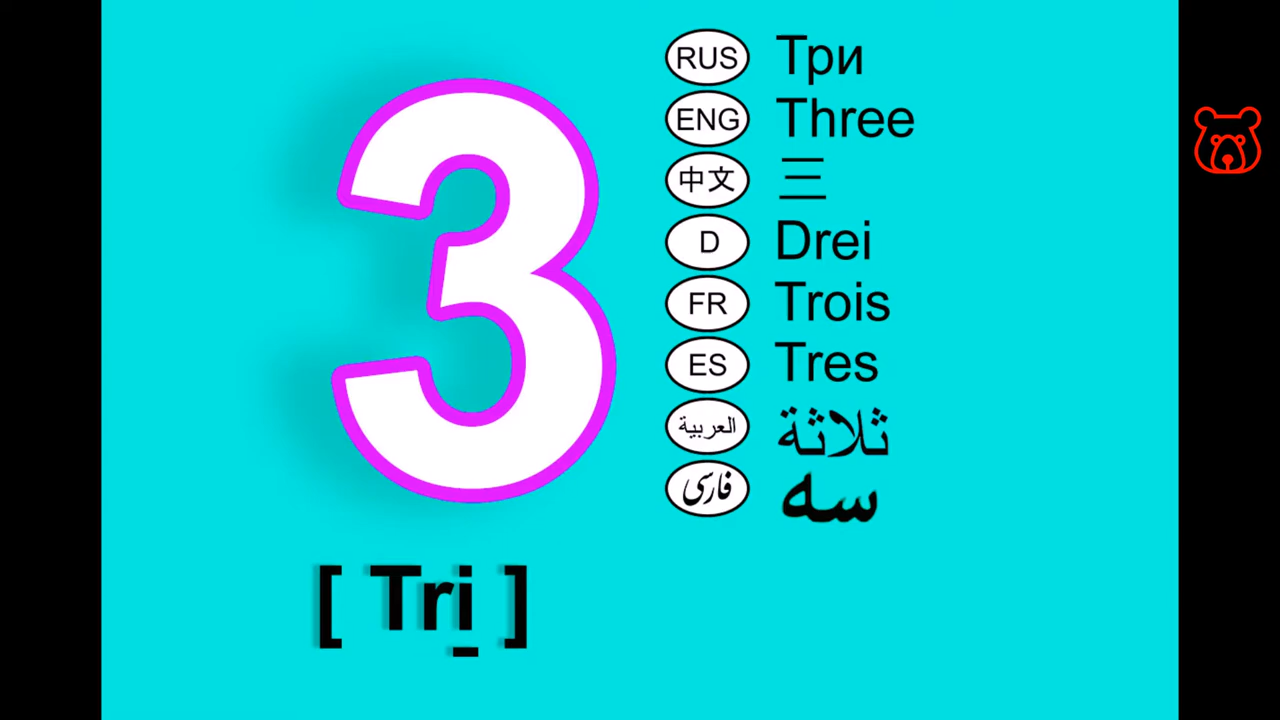 3
[ Tri ]
RUS Три
ENG Three
中文 三
D Drei
FR Trois
ES Tres
العربية ثلاثة
فارسی سه